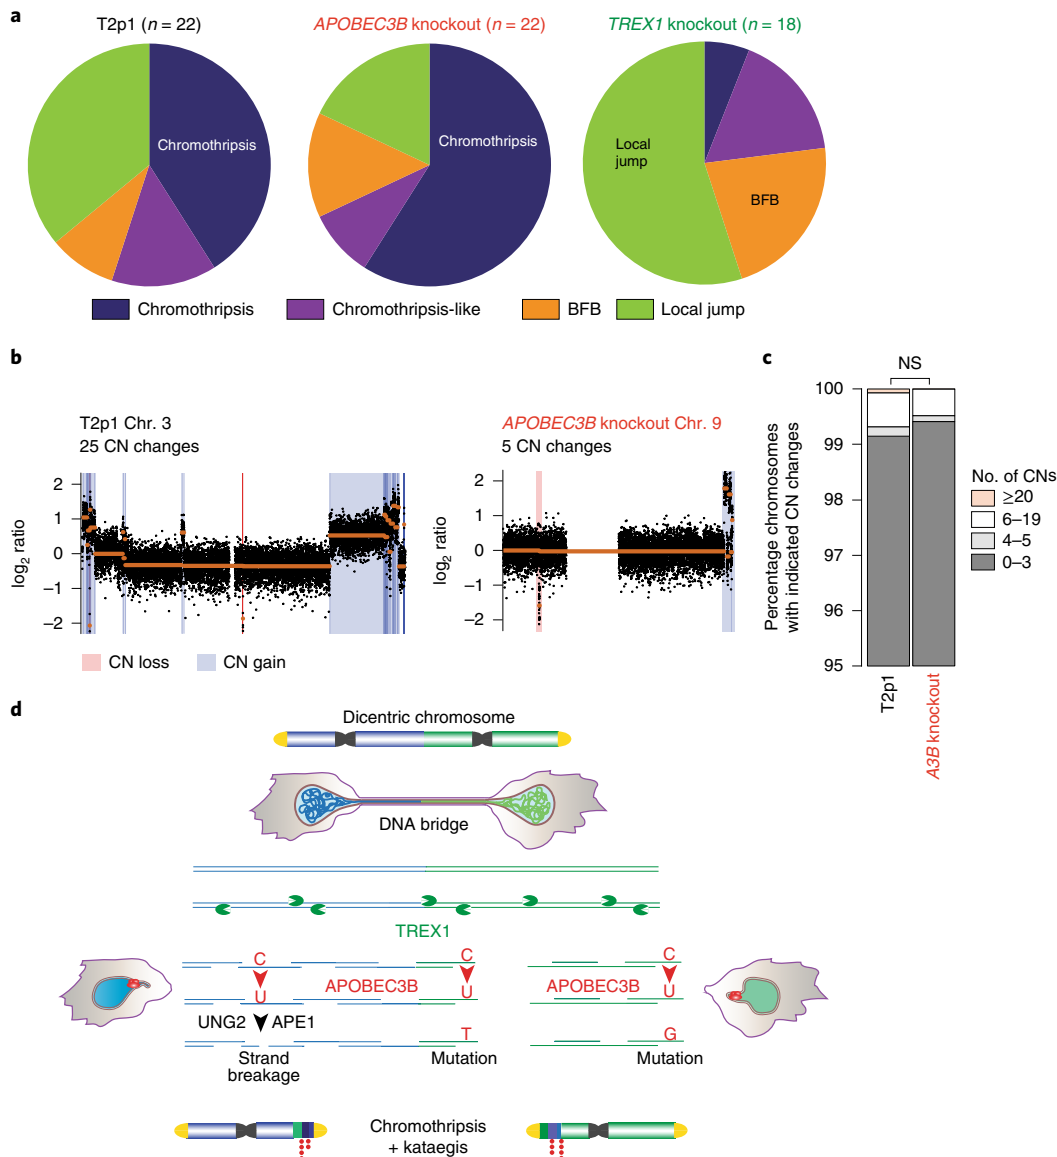 a
T2p1 (n = 22)
APOBEC3B knockout (n = 22)
TREX1 knockout (n = 18)
Chromothripsis
Chromothripsis
Local
jump
BFB
Chromothripsis
Chromothripsis-like
BFB
Local jump
b
T2p1 Chr. 3
25 CN changes
log2 ratio
2
1
0
−1
−2
APOBEC3B knockout Chr. 9
5 CN changes
log2 ratio
2
1
0
−1
−2
CN loss
CN gain
c
NS
Percentage chromosomes
with indicated CN changes
100
99
98
97
96
95
T2p1
A3B knockout
No. of CNs
≥20
6–19
4–5
0–3
d
Dicentric chromosome
DNA bridge
TREX1
C
C
C
APOBEC3B
APOBEC3B
U
U
U
UNG2
APE1
T
G
Strand
breakage
Mutation
Mutation
Chromothripsis
+ kataegis